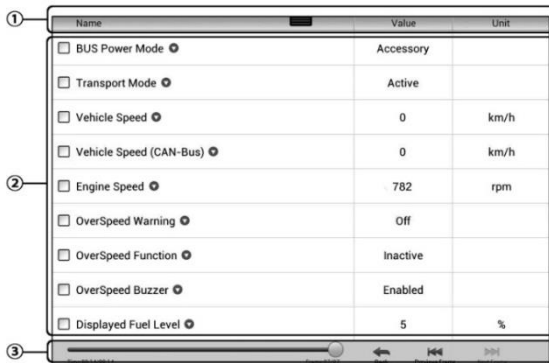 ① Name Value Unit
BUS Power Mode Accessory
Transport Mode Active
Vehicle Speed 0 km/h
Vehicle Speed (CAN-Bus) 0 km/h
② Engine Speed 782 rpm
OverSpeed Warning Off
OverSpeed Function Inactive
OverSpeed Buzzer Enabled
Displayed Fuel Level 5 %
③